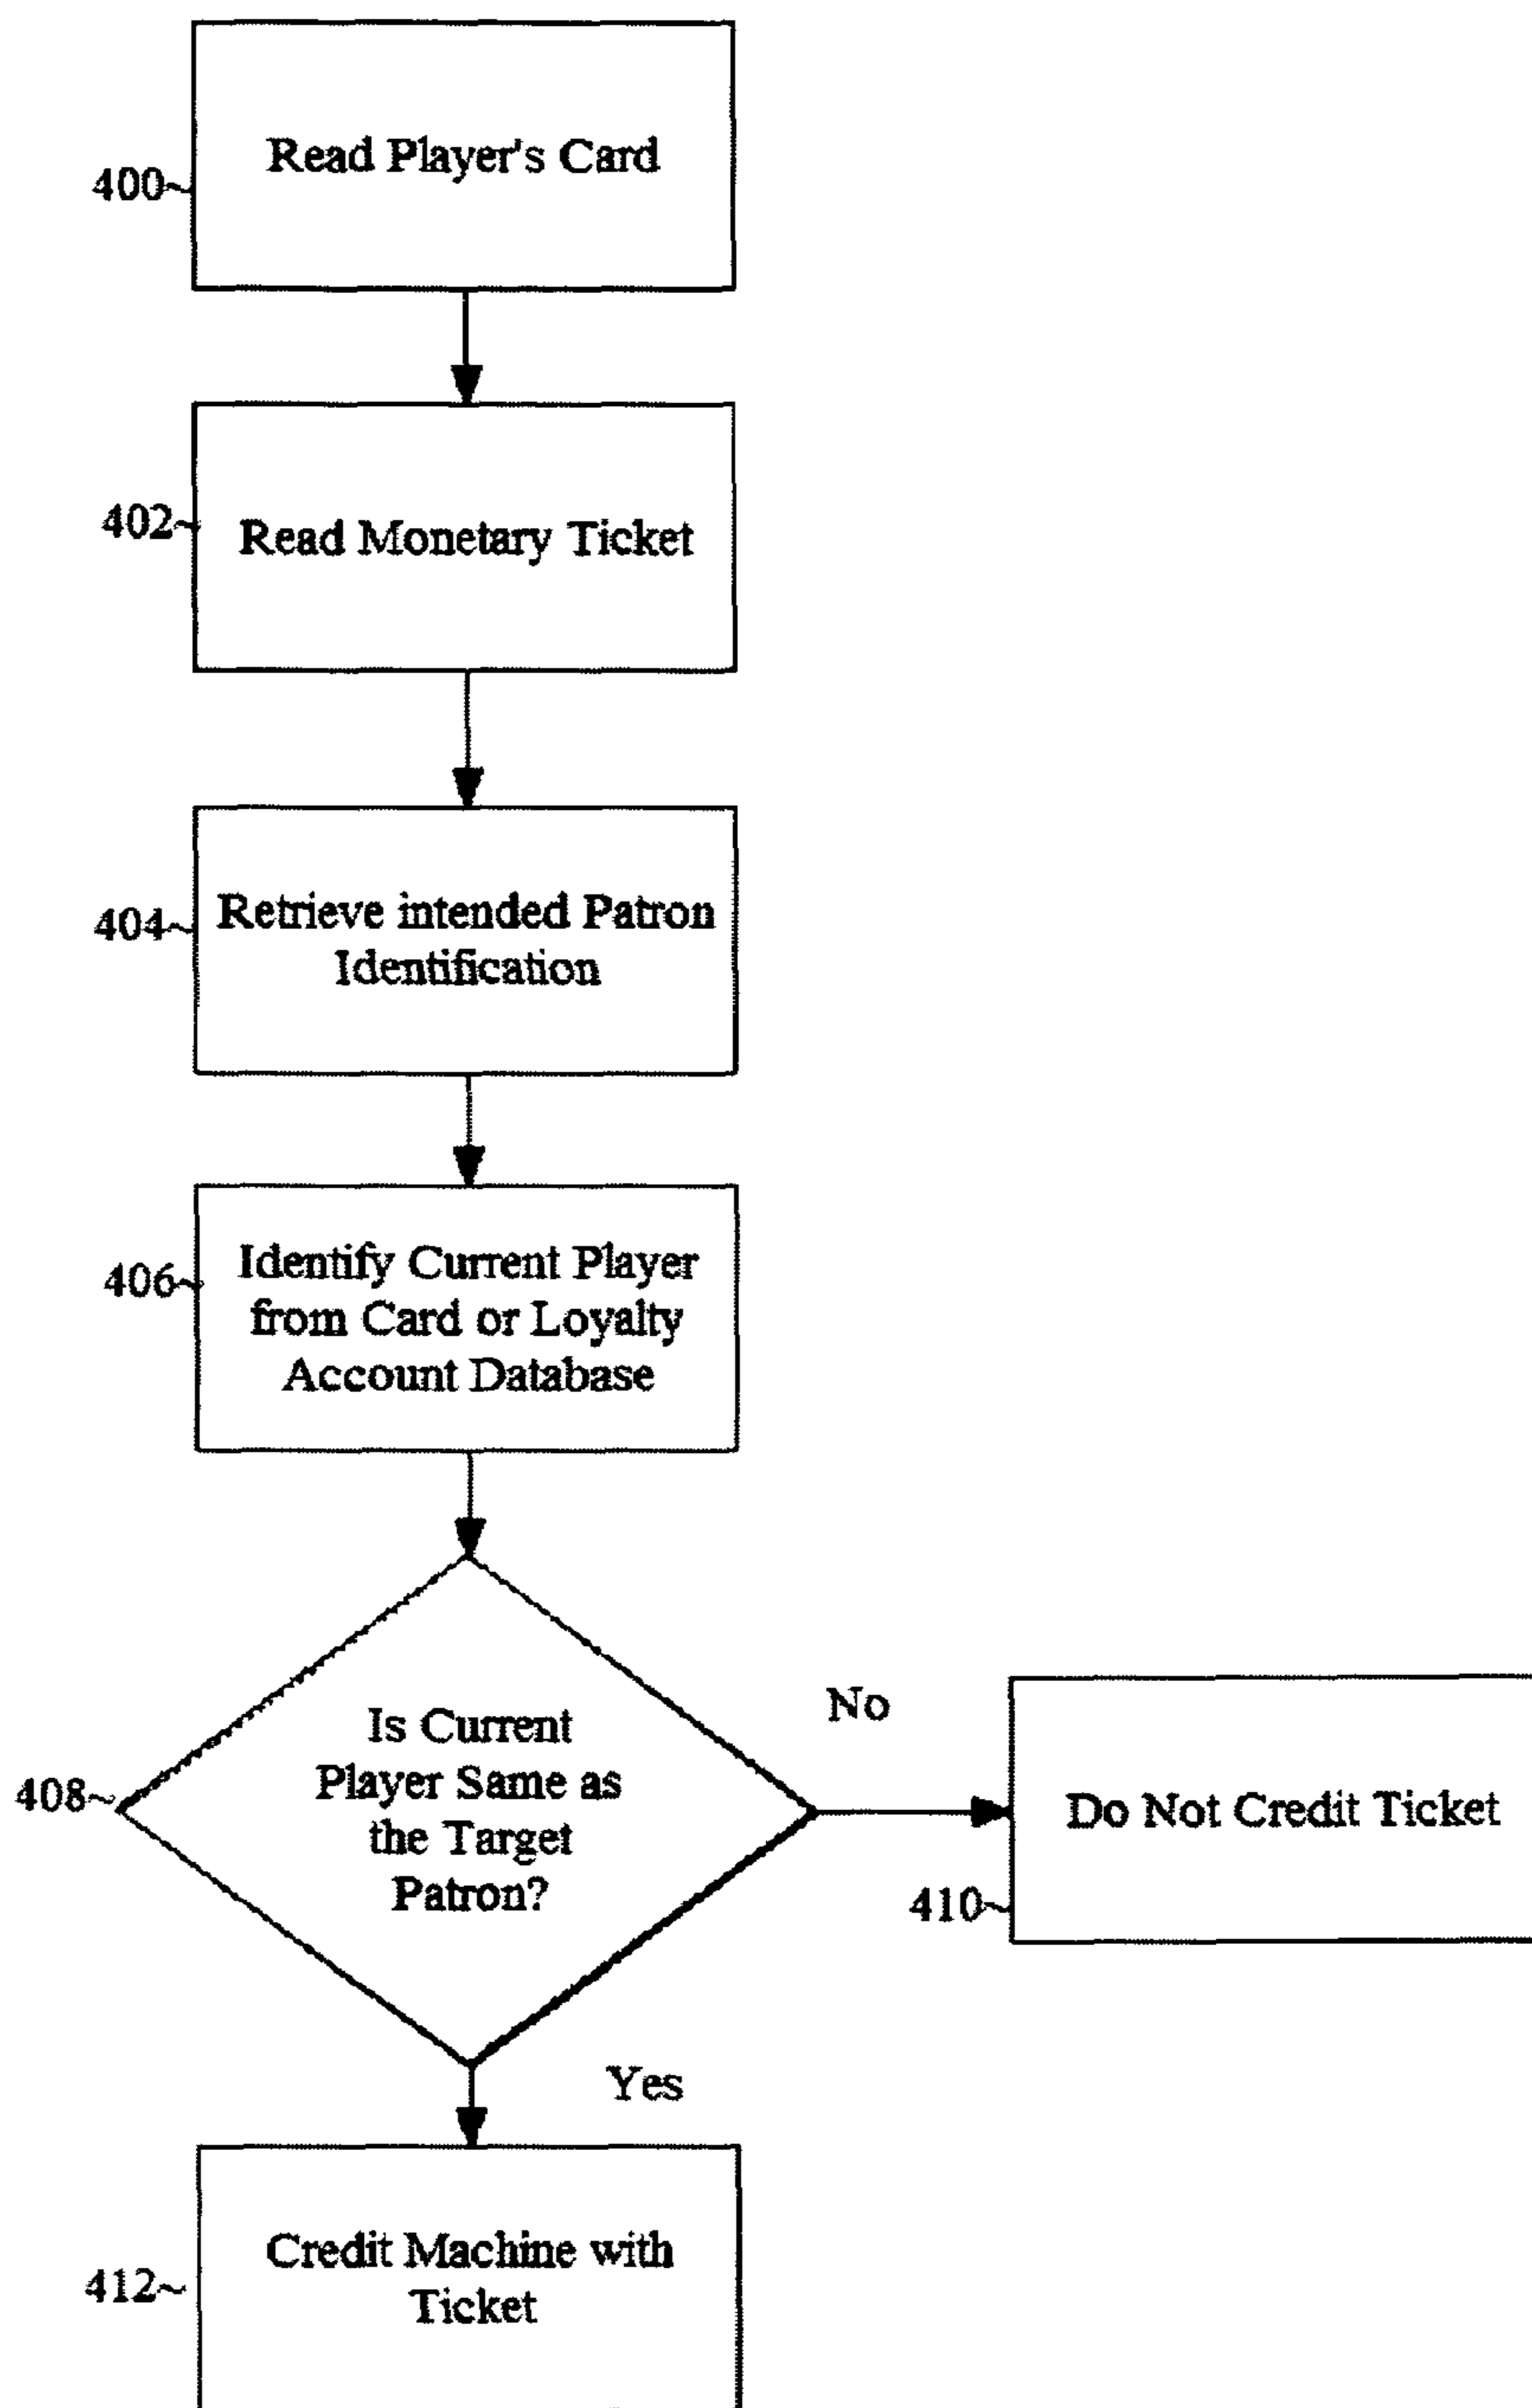 Read Player's Card
400~
402~
Read Monetary Ticket
404~
Retrieve intended Patron
Identification
406~
Identify Current Player
from Card or Loyalty
Account Database
408~
Is Current
Player Same as
the Target
Patron?
No
Do Not Credit Ticket
410~
Yes
Credit Machine with
Ticket
412~